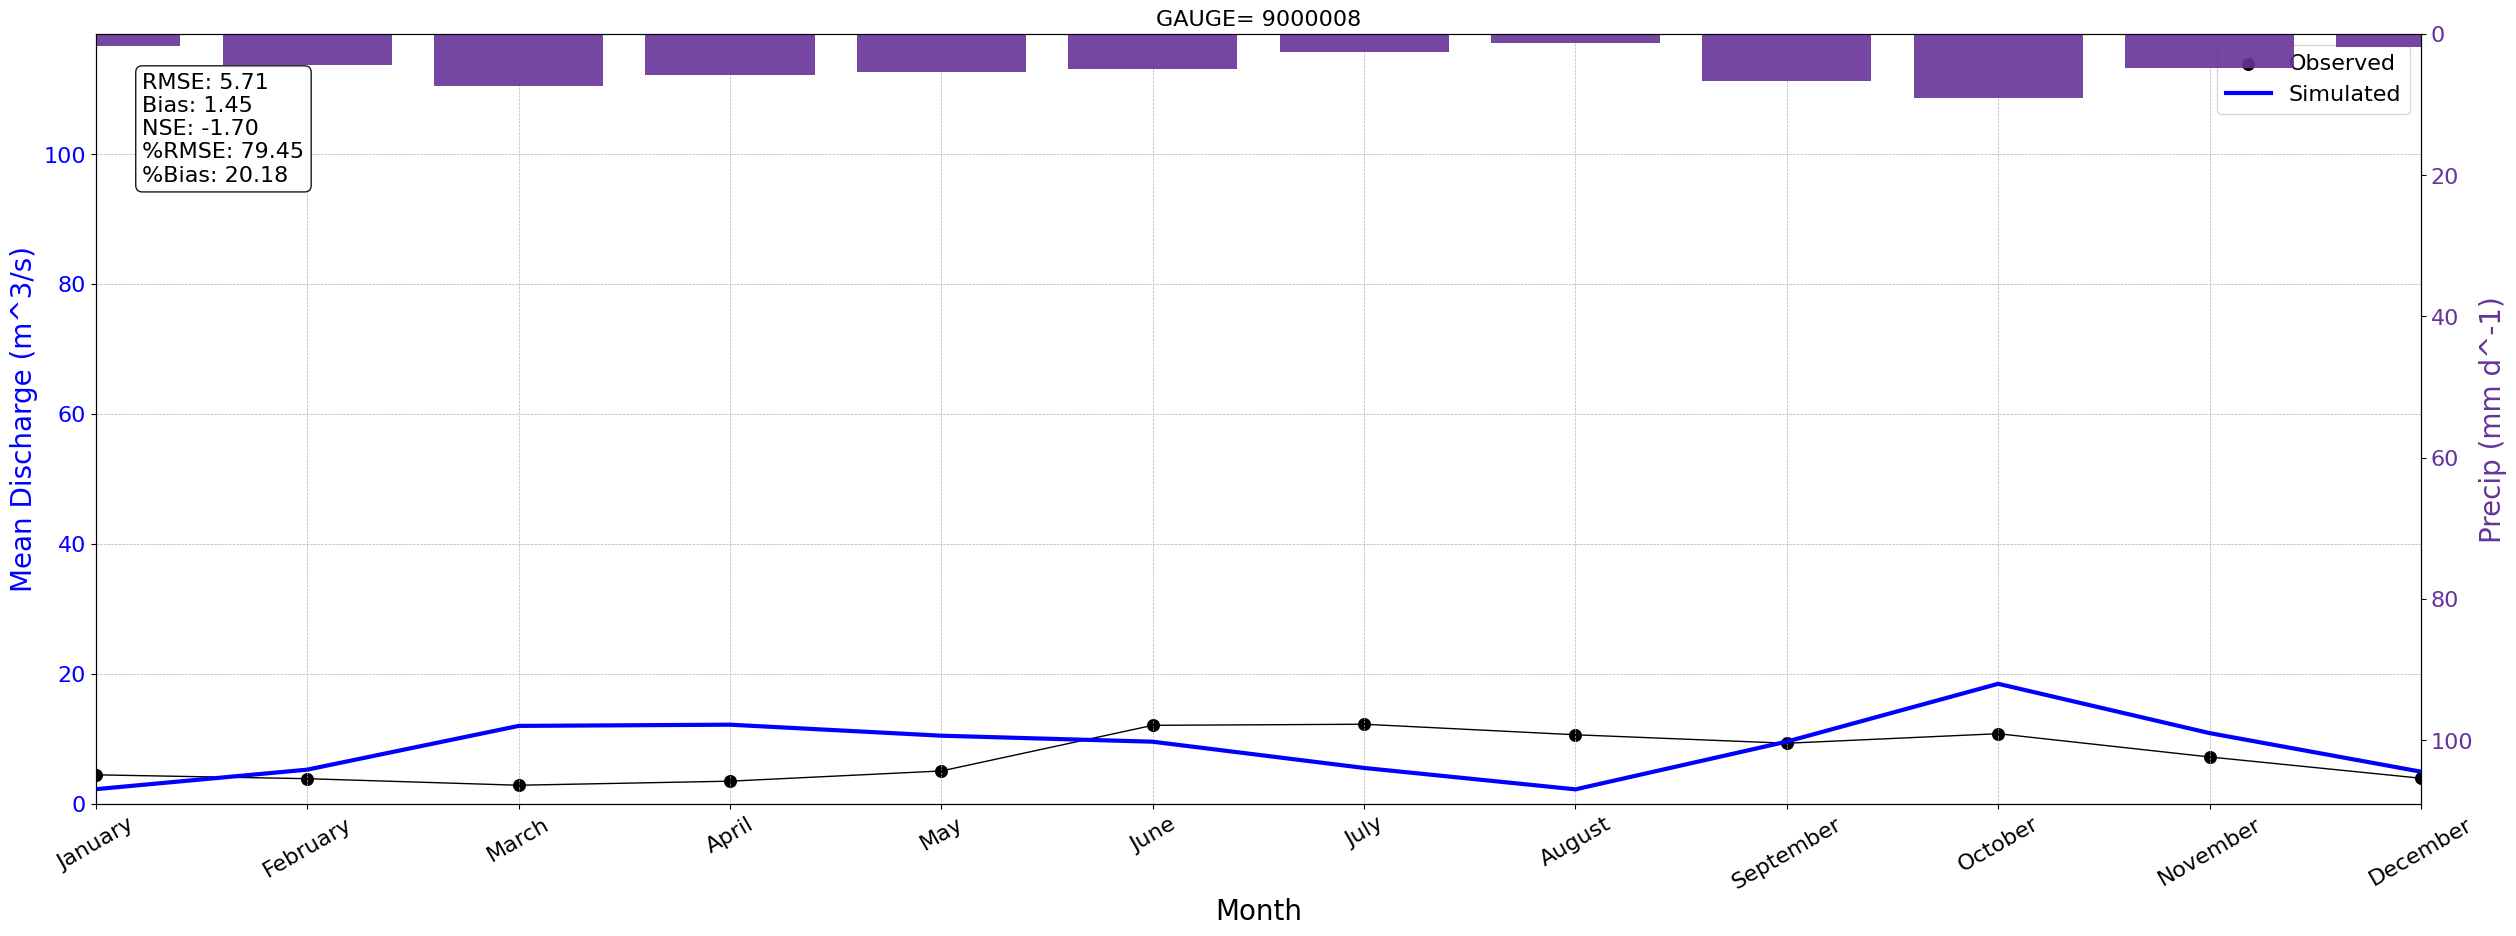 GAUGE= 9000008
RMSE: 5.71
Bias: 1.45
NSE: -1.70
%RMSE: 79.45
%Bias: 20.18
Observed
Simulated
Mean Discharge (m^3/s)
100
80
60
40
20
0
Precip (mm d^-1)
0
20
40
60
80
100
January
February
March
April
May
June
July
August
September
October
November
December
Month